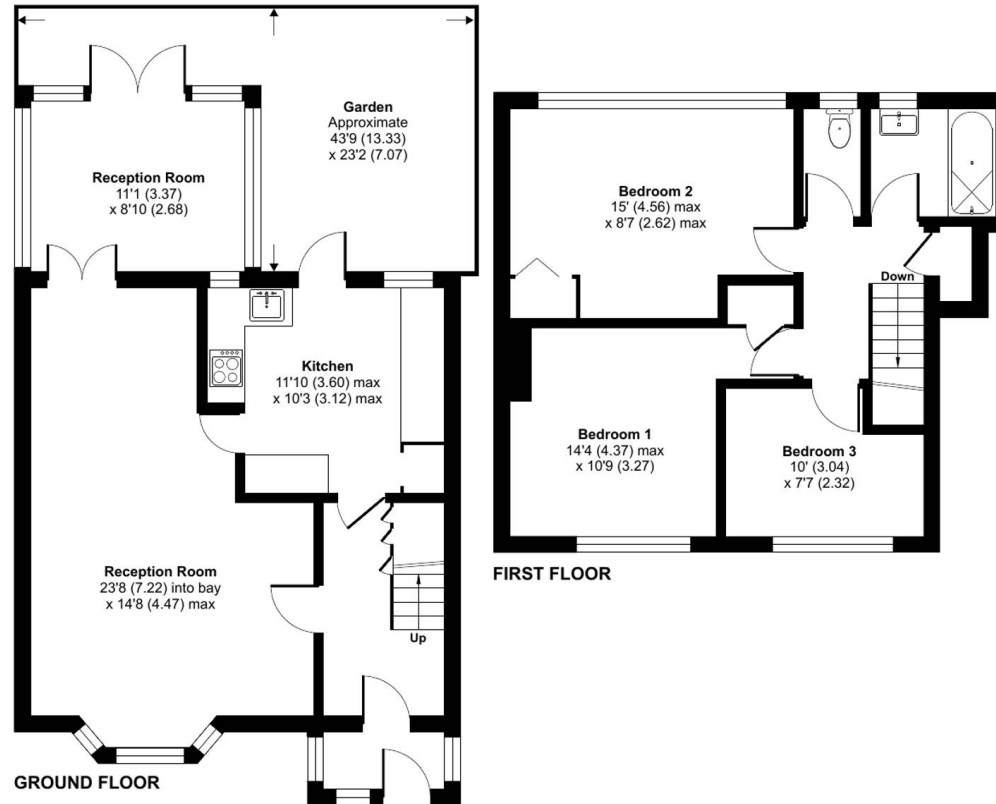 Garden
Approximate
43'9 (13.33)
x 23'2 (7.07)
Reception Room
11'1 (3.37)
x 8'10 (2.68)
Kitchen
11'10 (3.60) max
x 10'3 (3.12) max
Reception Room
23'8 (7.22) into bay
x 14'8 (4.47) max
Up
GROUND FLOOR
Bedroom 2
15' (4.56) max
x 8'7 (2.62) max
Down
Bedroom 1
14'4 (4.37) max
x 10'9 (3.27)
Bedroom 3
10' (3.04)
x 7'7 (2.32)
FIRST FLOOR